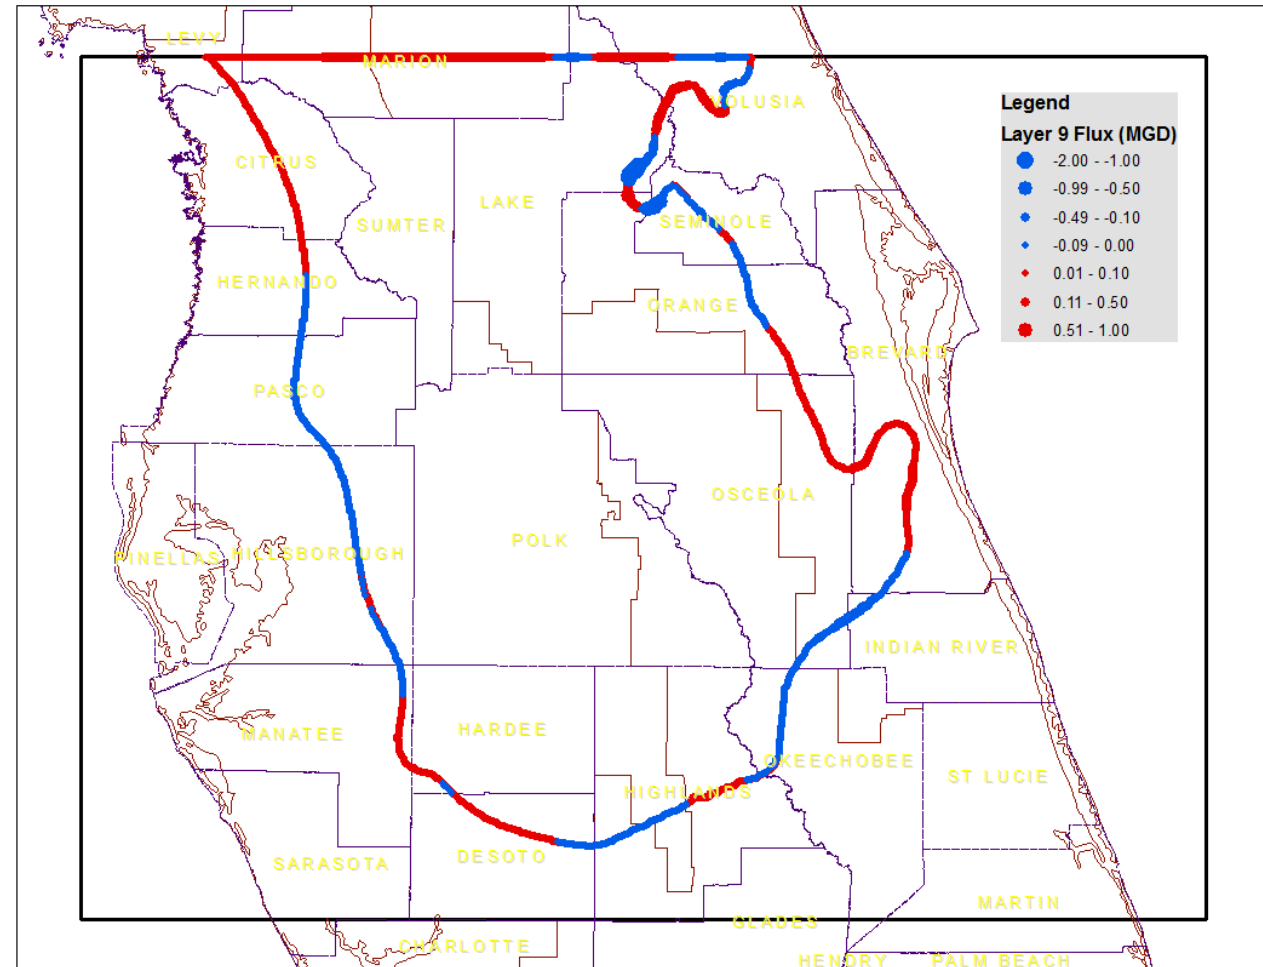 LEVY
MARION
VOLUSIA
Legend
Layer 9 Flux (MGD)
-2.00 - -1.00
-0.99 - -0.50
-0.49 - -0.10
-0.09 - 0.00
0.01 - 0.10
0.11 - 0.50
0.51 - 1.00
CITRUS
LAKE
SUMTER
SEMINOLE
HERNANDO
ORANGE
BREVARD
PASCO
OSCEOLA
POLK
PINELLAS
HILLSBOROUGH
INDIAN RIVER
MANATEE
HARDEE
OKEECHOBEE
ST LUCIE
HIGHLANDS
SARASOTA
DESOTO
MARTIN
GLADES
CHARLOTTE
HENDRY
PALM BEACH